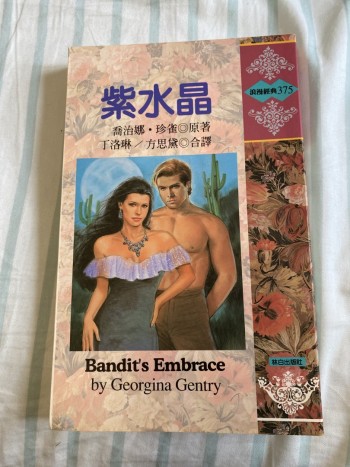 浪漫經典375
紫水晶
喬治娜·珍雀◎原著
丁洛琳／方思黛◎合譯
Bandit's Embrace
by Georgina Gentry
林白出版社